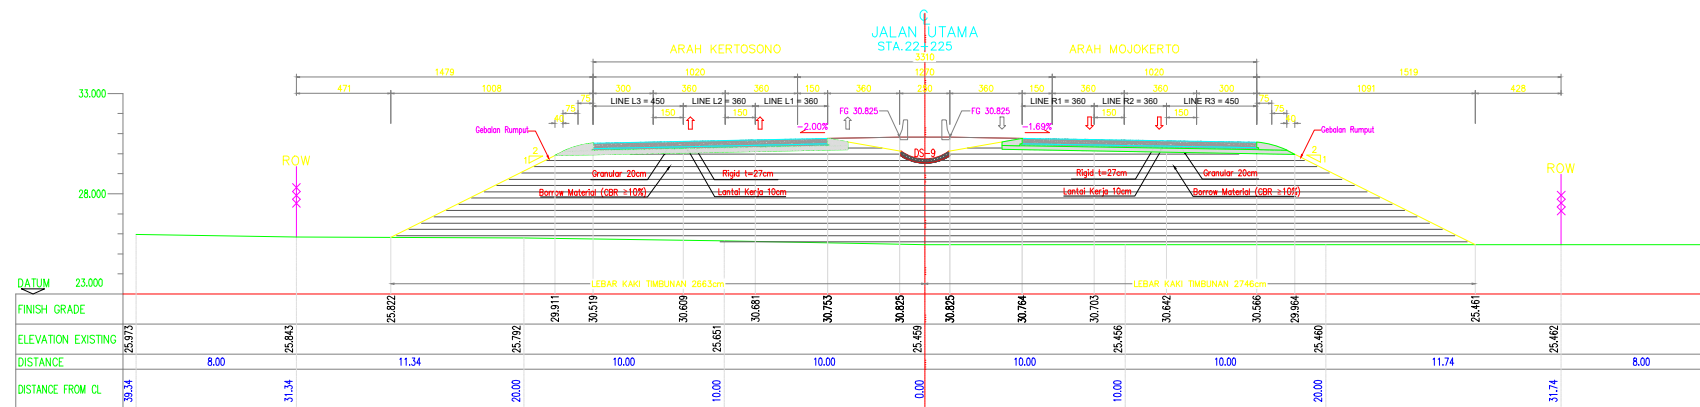 C
JALAN UTAMA
STA.22+225
ARAH KERTOSONO
ARAH MOJOKERTO
3310
1479
1020
1270
1020
1519
33.000
471
1008
300
360
360
150
360
360
150
360
360
300
1091
428
75
LINE L3 = 450
LINE L2 = 360
LINE L1 = 360
LINE R1 = 360
LINE R2 = 360
LINE R3 = 450
75
75
150
150
FG 30.825
FG 30.825
150
150
75
-2.00%
-1.69%
Gebalan Rumput
Gebalan Rumput
DS-9
ROW
ROW
Granular 20cm
Rigid t=27cm
Rigid t=27cm
Granular 20cm
28.000
Borrow Material (CBR ≥10%)
Lantai Kerja 10cm
Lantai Kerja 10cm
Borrow Material (CBR ≥10%)
DATUM 23.000
LEBAR KAKI TIMBUNAN 2663cm
LEBAR KAKI TIMBUNAN 2746cm
FINISH GRADE
25.822
29.911
30.519
30.609
30.681
30.753
30.825
30.825
30.764
30.703
30.642
30.566
29.964
25.461
ELEVATION EXISTING
25.973
25.843
25.792
25.651
25.459
25.456
25.460
25.462
DISTANCE
8.00
11.34
10.00
10.00
10.00
10.00
11.74
8.00
DISTANCE FROM CL
39.34
31.34
20.00
10.00
0.00
10.00
20.00
31.74